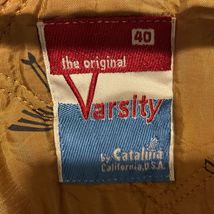 40
the original
Varsity
by Catalina
California, U.S.A.